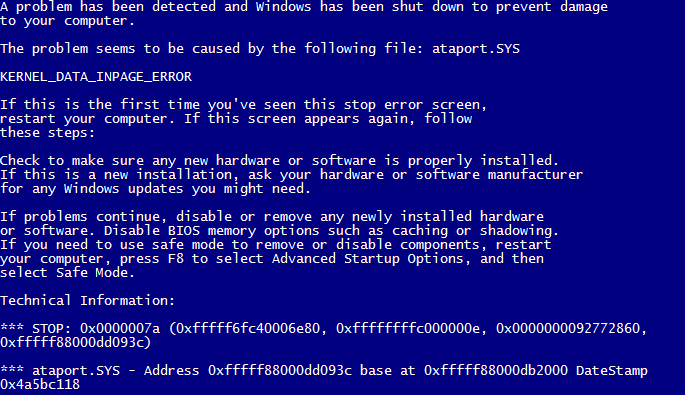 A problem has been detected and Windows has been shut down to prevent damage
to your computer.
The problem seems to be caused by the following file: ataport.SYS
KERNEL_DATA_INPAGE_ERROR
If this is the first time you've seen this stop error screen,
restart your computer. If this screen appears again, follow
these steps:
Check to make sure any new hardware or software is properly installed.
If this is a new installation, ask your hardware or software manufacturer
for any Windows updates you might need.
If problems continue, disable or remove any newly installed hardware
or software. Disable BIOS memory options such as caching or shadowing.
If you need to use safe mode to remove or disable components, restart
your computer, press F8 to select Advanced Startup Options, and then
select Safe Mode.
Technical Information:
*** STOP: 0x0000007a (0xfffff6fc40006e80, 0xffffffffc000000e, 0x0000000092772860,
0xfffff88000dd093c)
*** ataport.SYS - Address 0xfffff88000dd093c base at 0xfffff88000db2000 DateStamp
0x4a5bc118